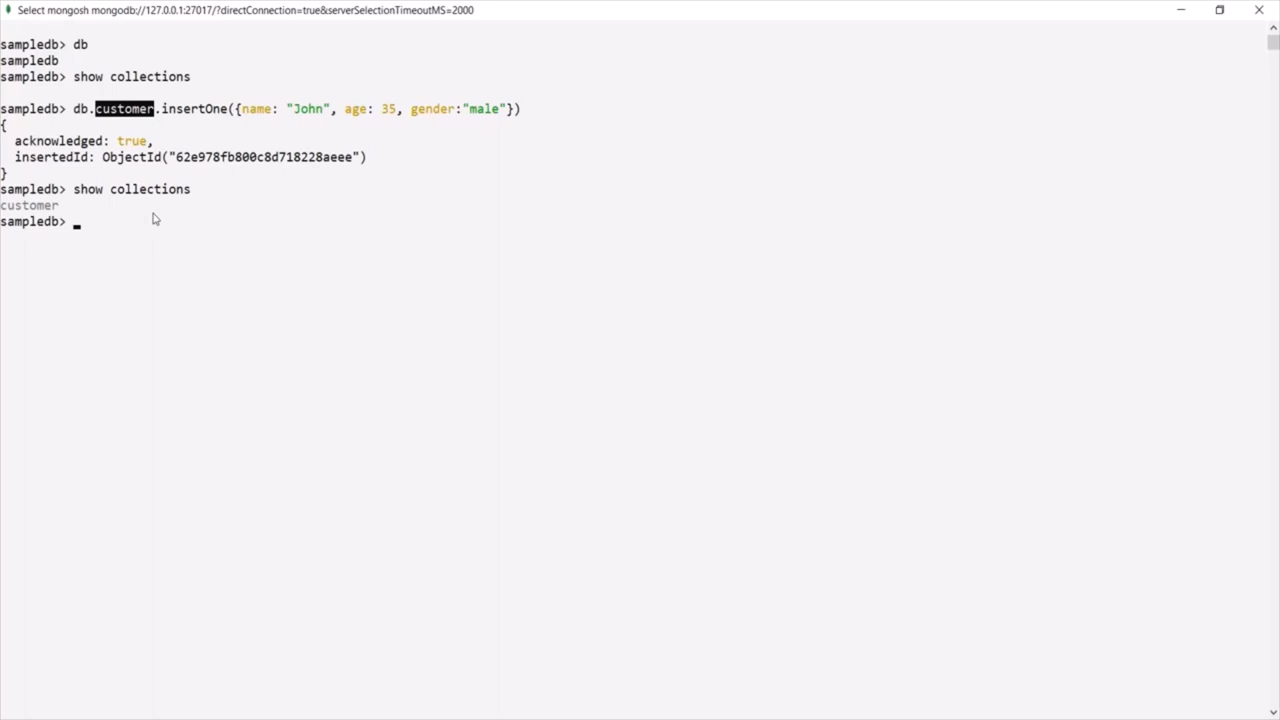 Select mongosh mongodb://127.0.0.1:27017/?directConnection=true&serverSelectionTimeoutMS=2000
sampledb> db
sampledb
sampledb> show collections
sampledb> db.customer.insertOne({name: "John", age: 35, gender:"male"})
{
  acknowledged: true,
  insertedId: ObjectId("62e978fb800c8d718228aeee")
}
sampledb> show collections
customer
sampledb>